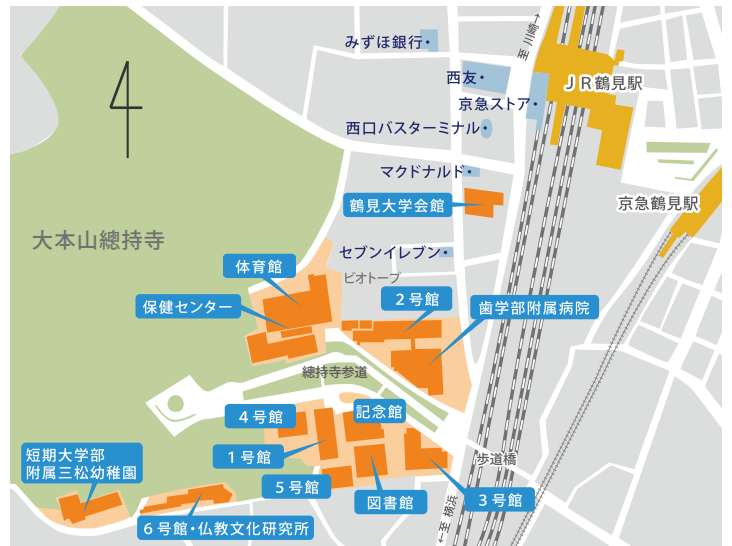 至 川崎→
みずほ銀行・
西友・
ＪＲ鶴見駅
京急ストア・
西口バスターミナル・
マクドナルド・
鶴見大学会館
京急鶴見駅
大本山總持寺
セブンイレブン・
体育館
ビオトープ
保健センター
２号館
歯学部附属病院
總持寺参道
４号館
記念館
１号館
歩道橋
短期大学部
附属三松幼稚園
５号館
図書館
３号館
６号館・仏教文化研究所
←至 横浜